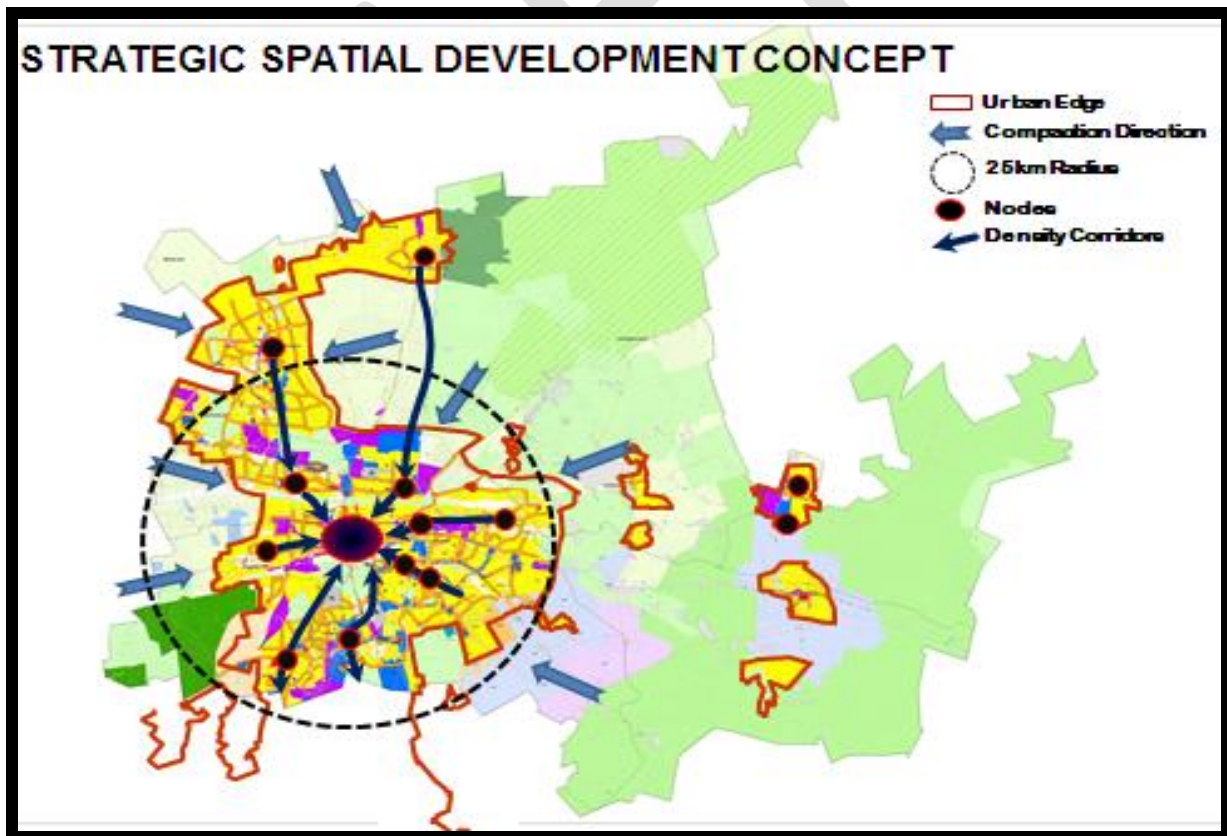 STRATEGIC SPATIAL DEVELOPMENT CONCEPT
Urban Edge
Compaction Direction
25km Radius
Nodes
Density Corridors